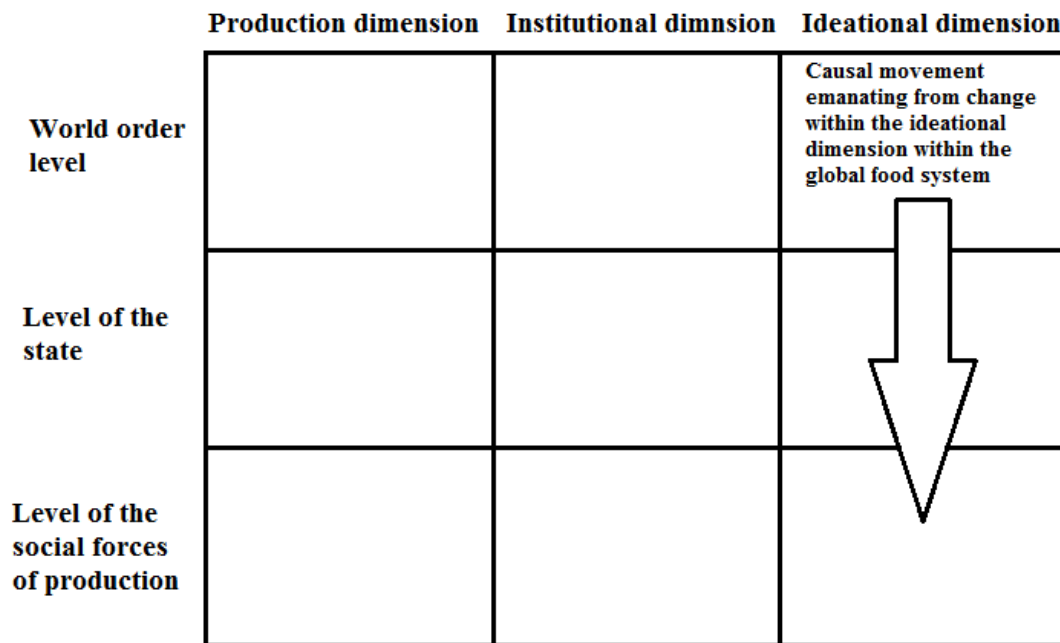 Production dimension Institutional dimnsion Ideational dimension
Causal movement
emanating from change
within the ideational
dimension within the
global food system
World order
level
Level of the
state
Level of the
social forces
of production